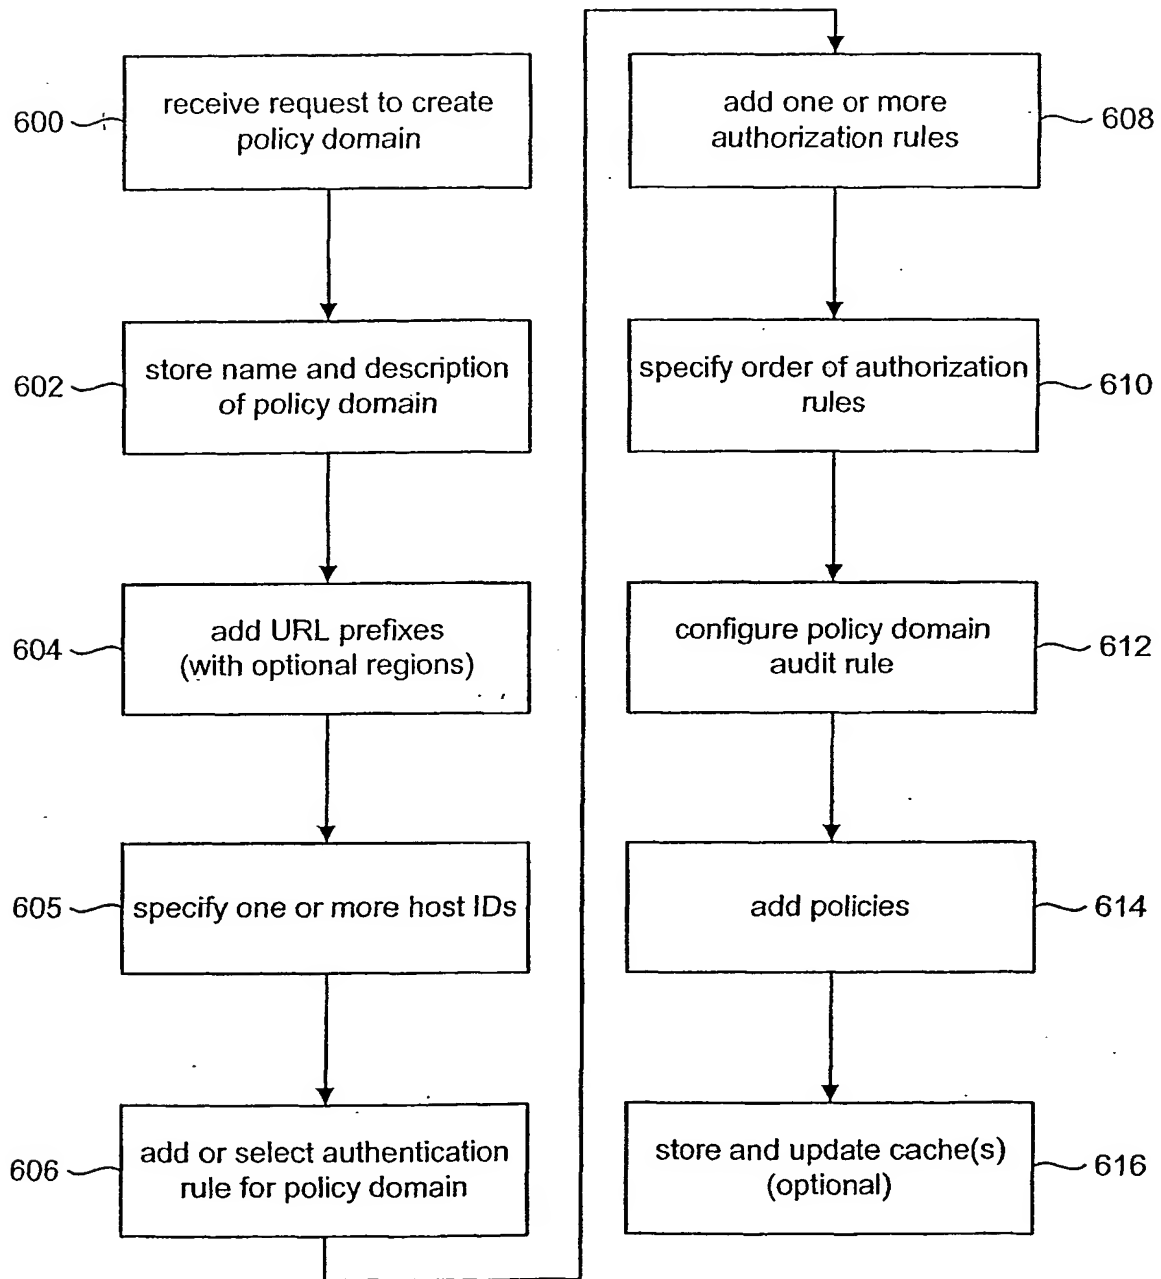 600
receive request to create
policy domain
602
store name and description
of policy domain
604
add URL prefixes
(with optional regions)
605
specify one or more host IDs
606
add or select authentication
rule for policy domain
add one or more
authorization rules
608
specify order of authorization
rules
610
configure policy domain
audit rule
612
add policies
614
store and update cache(s)
(optional)
616